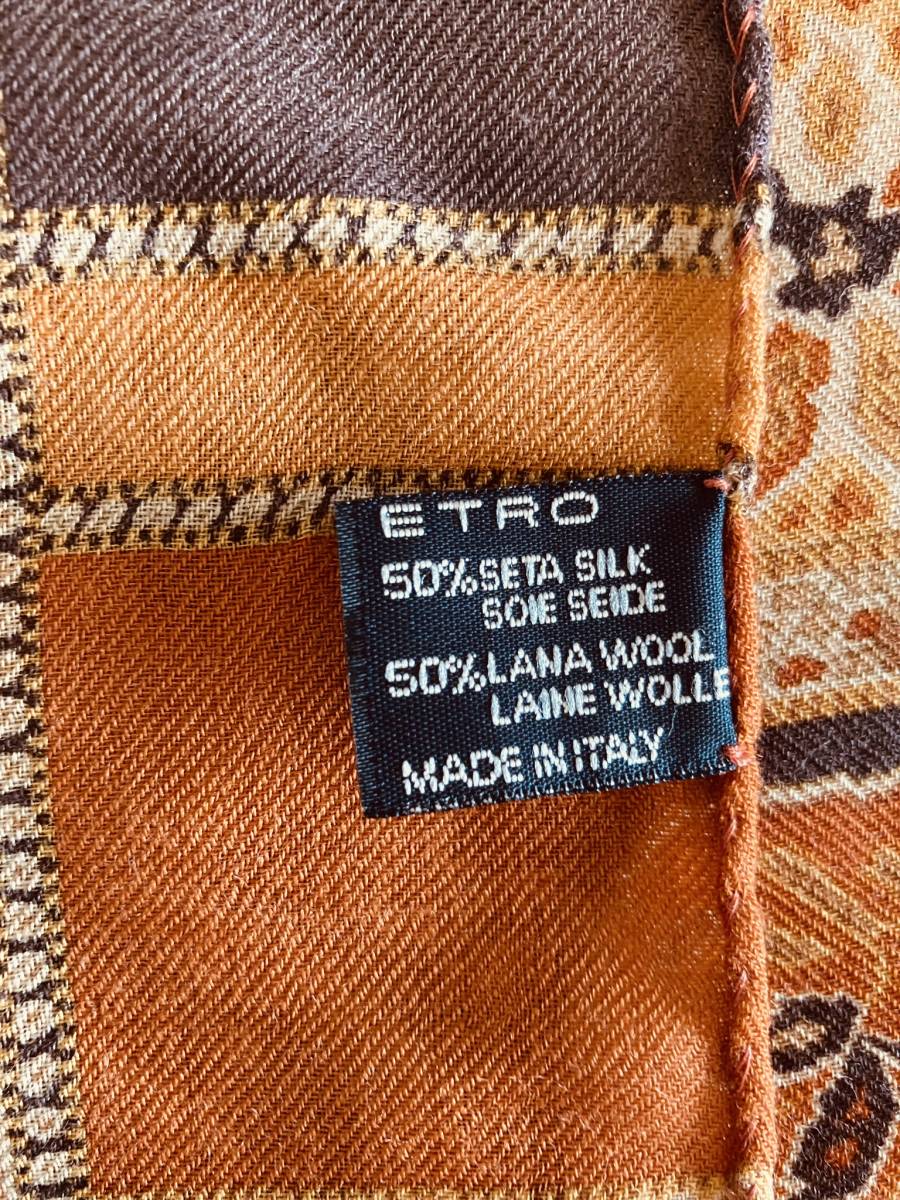 ETRO
50% SETA SILK
SOIE SEIDE
50% LANA WOOL
LAINE WOLLE
MADE IN ITALY